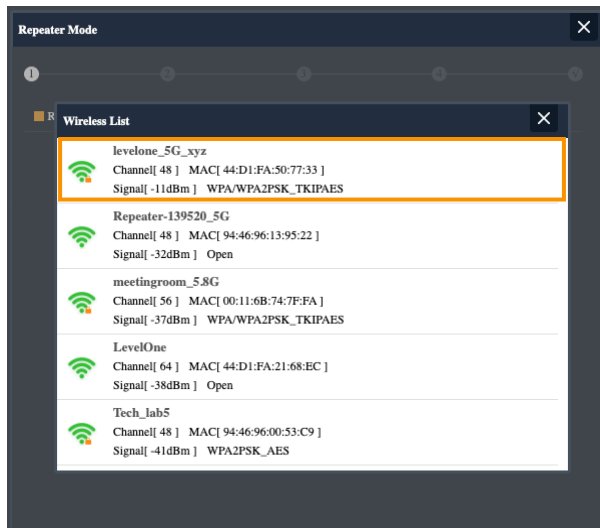 Repeater Mode
1 2 3 4 V
R
Wireless List
levelone_5G_xyz
Channel[ 48 ] MAC[ 44:D1:FA:50:77:33 ]
Signal[ -11dBm ] WPA/WPA2PSK_TKIPAES
Repeater-139520_5G
Channel[ 48 ] MAC[ 94:46:96:13:95:22 ]
Signal[ -32dBm ] Open
meetingroom_5.8G
Channel[ 56 ] MAC[ 00:11:6B:74:7F:FA ]
Signal[ -37dBm ] WPA/WPA2PSK_TKIPAES
LevelOne
Channel[ 64 ] MAC[ 44:D1:FA:21:68:EC ]
Signal[ -38dBm ] Open
Tech_lab5
Channel[ 48 ] MAC[ 94:46:96:00:53:C9 ]
Signal[ -41dBm ] WPA2PSK_AES